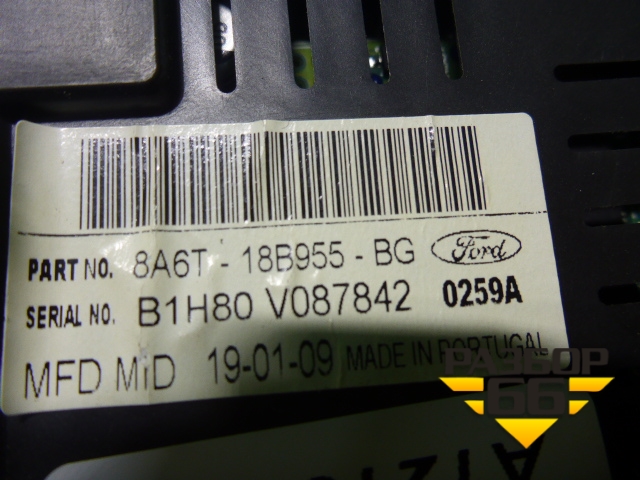 PART NO. 8A6T - 18B955 - BG Ford
SERIAL NO. B1H80 V087842 0259A
MFD MID 19-01-09 MADE IN PORTUGAL
РАЗБОР
66